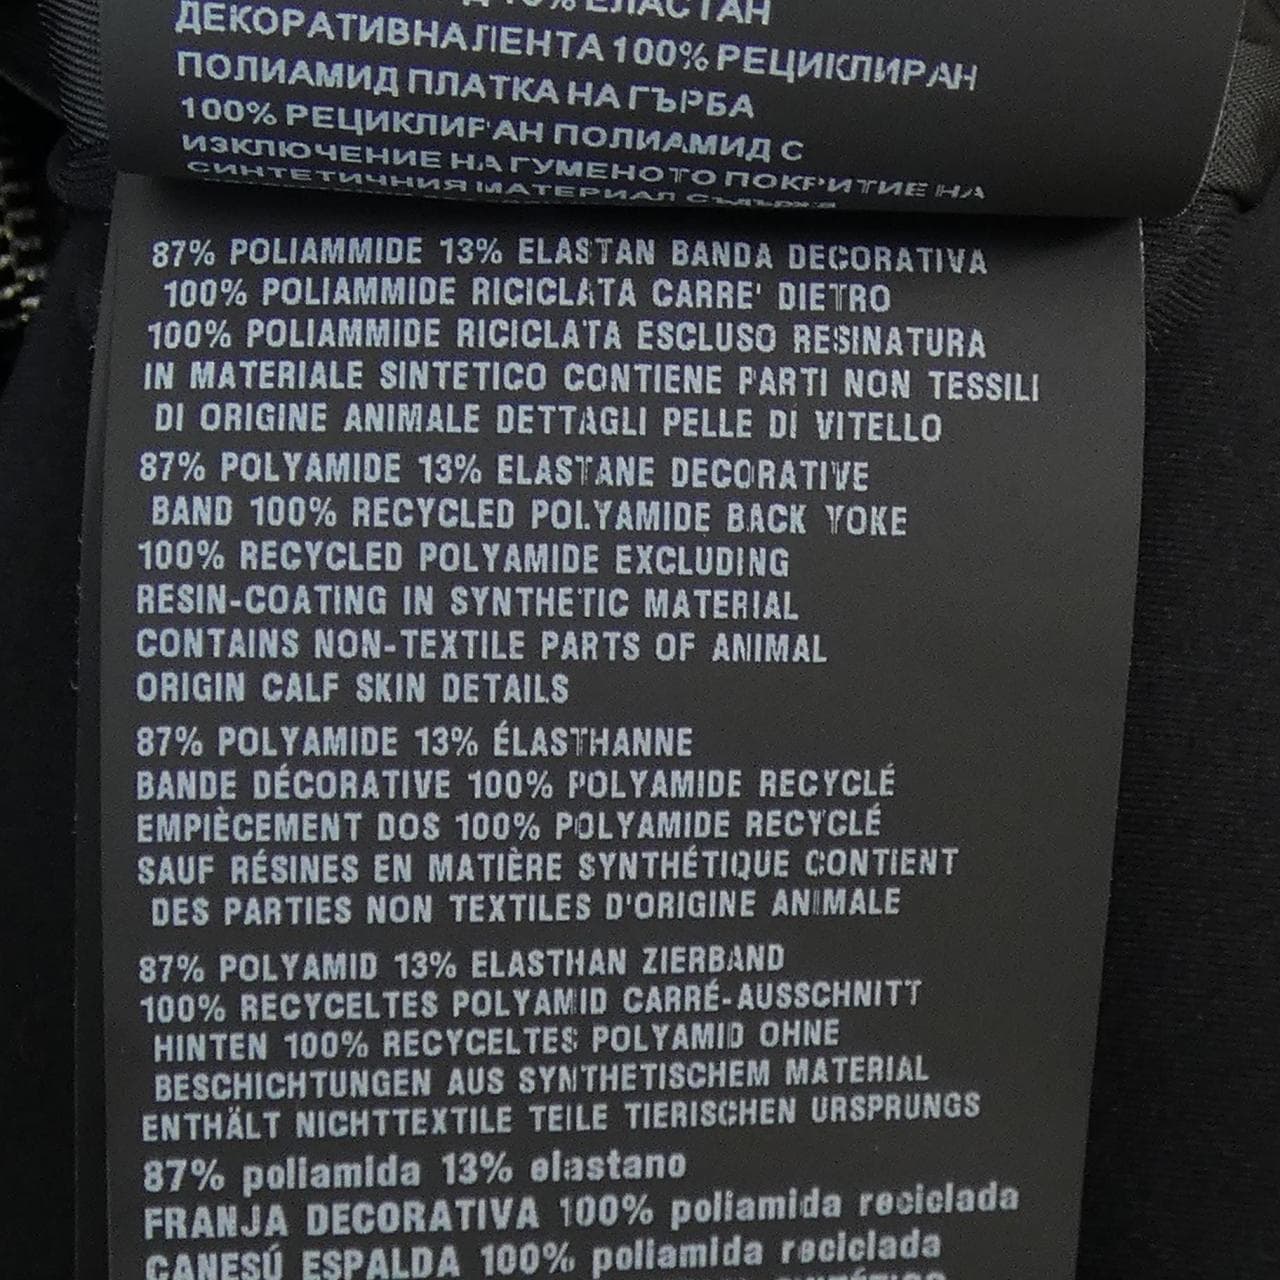 ЕЛАСТАН
ДЕКОРАТИВНА ЛЕНТА 100% РЕЦИКЛИРАН
ПОЛИАМИД ПЛАТКА НА ГЪРБА
100% РЕЦИКЛИРАН ПОЛИАМИД С
ИЗКЛЮЧЕНИЕ НА ГУМЕНОТО ПОКРИТИЕ НА
СИНТЕТИЧНИЯ МАТЕРИАЛ
87% POLIAMMIDE 13% ELASTAN BANDA DECORATIVA
100% POLIAMMIDE RICICLATA CARRE' DIETRO
100% POLIAMMIDE RICICLATA ESCLUSO RESINATURA
IN MATERIALE SINTETICO CONTIENE PARTI NON TESSILI
DI ORIGINE ANIMALE DETTAGLI PELLE DI VITELLO
87% POLYAMIDE 13% ELASTANE DECORATIVE
BAND 100% RECYCLED POLYAMIDE BACK YOKE
100% RECYCLED POLYAMIDE EXCLUDING
RESIN-COATING IN SYNTHETIC MATERIAL
CONTAINS NON-TEXTILE PARTS OF ANIMAL
ORIGIN CALF SKIN DETAILS
87% POLYAMIDE 13% ÉLASTHANNE
BANDE DÉCORATIVE 100% POLYAMIDE RECYCLÉ
EMPIÈCEMENT DOS 100% POLYAMIDE RECYCLÉ
SAUF RÉSINES EN MATIÈRE SYNTHÉTIQUE CONTIENT
DES PARTIES NON TEXTILES D'ORIGINE ANIMALE
87% POLYAMID 13% ELASTHAN ZIERBAND
100% RECYCELTES POLYAMID CARRÉ-AUSSCHNITT
HINTEN 100% RECYCELTES POLYAMID OHNE
BESCHICHTUNGEN AUS SYNTHETISCHEM MATERIAL
ENTHÄLT NICHTTEXTILE TEILE TIERISCHEN URSPRUNGS
87% poliamida 13% elastano
FRANJA DECORATIVA 100% poliamida reciclada
CANESÚ ESPALDA 100% poliamida reciclada